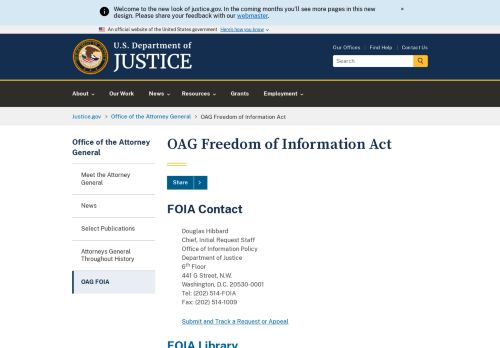 Welcome to the new look of justice.gov. In the coming months you'll see more pages in this new
design. Please share your feedback with our webmaster.
×
An official website of the United States government Here's how you know
U.S. Department of
JUSTICE
Our Offices | Find Help | Contact Us
Search
About
Our Work
News
Resources
Grants
Employment
Justice.gov > Office of the Attorney General > OAG Freedom of Information Act
Office of the Attorney
General
Meet the Attorney
General
News
Select Publications
Attorneys General
Throughout History
OAG FOIA
OAG Freedom of Information Act
Share >
FOIA Contact
Douglas Hibbard
Chief, Initial Request Staff
Office of Information Policy
Department of Justice
6th Floor
441 G Street, N.W.
Washington, D.C. 20530-0001
Tel: (202) 514-FOIA
Fax: (202) 514-1009
Submit and Track a Request or Appeal
FOIA Library